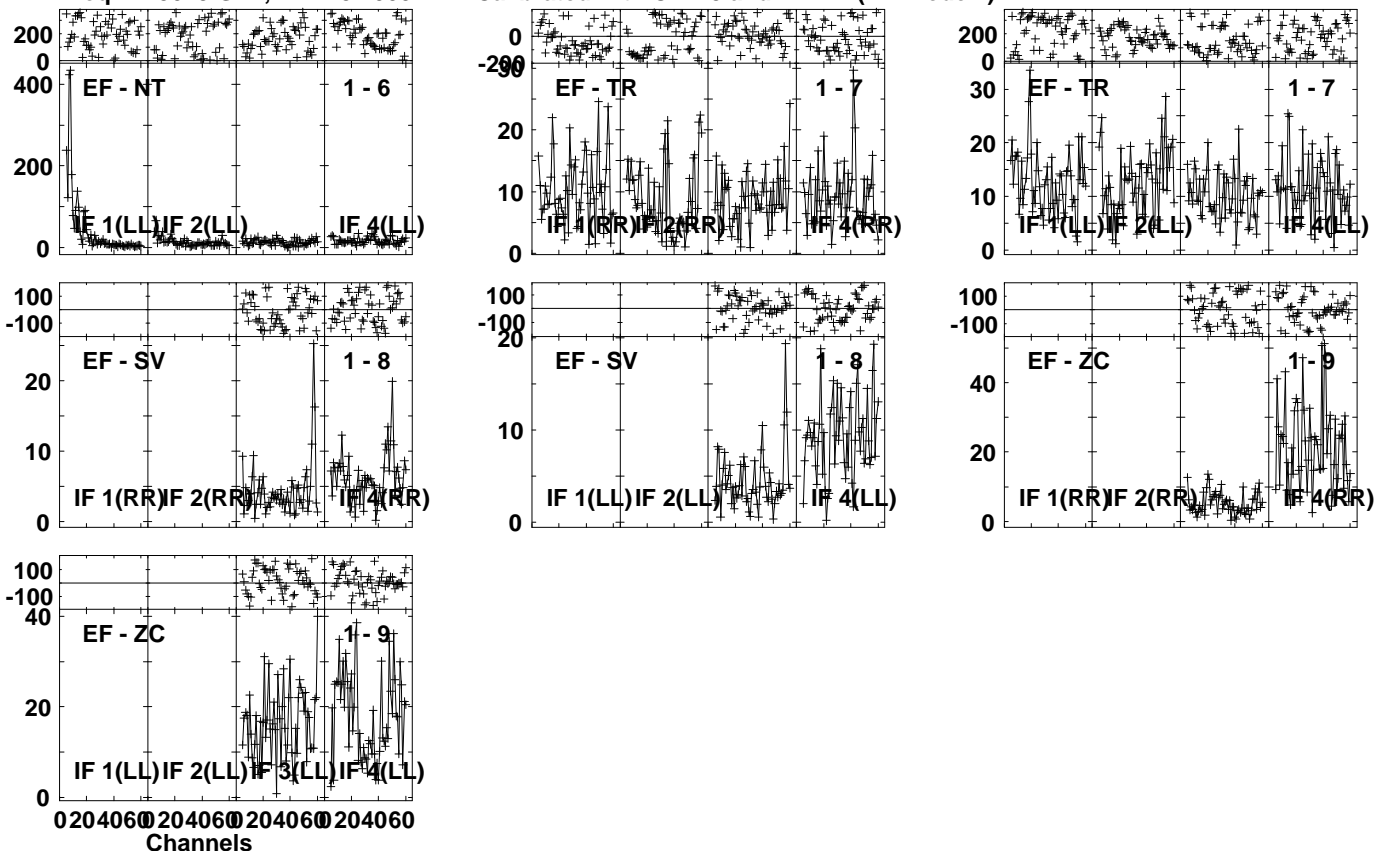 200
0
0
-200
200
0
400
200
0
EF - NT
1 - 6
IF 1(LL)
IF 2(LL)
IF 4(LL)
30
20
10
0
EF - TR
1 - 7
IF 1(RR)
IF 2(RR)
IF 4(RR)
30
20
10
0
EF - TR
1 - 7
IF 1(LL)
IF 2(LL)
IF 4(LL)
100
-100
20
10
0
EF - SV
1 - 8
IF 1(RR)
IF 2(RR)
IF 4(RR)
100
-100
20
10
0
EF - SV
1 - 8
IF 1(LL)
IF 2(LL)
IF 4(LL)
100
-100
40
20
0
EF - ZC
1 - 9
IF 1(RR)
IF 2(RR)
IF 4(RR)
100
-100
40
20
0
EF - ZC
1 - 9
IF 1(LL)
IF 2(LL)
IF 3(LL)
IF 4(LL)
0 20 40 60 0 20 40 60 0 20 40 60 0 20 40 60
Channels